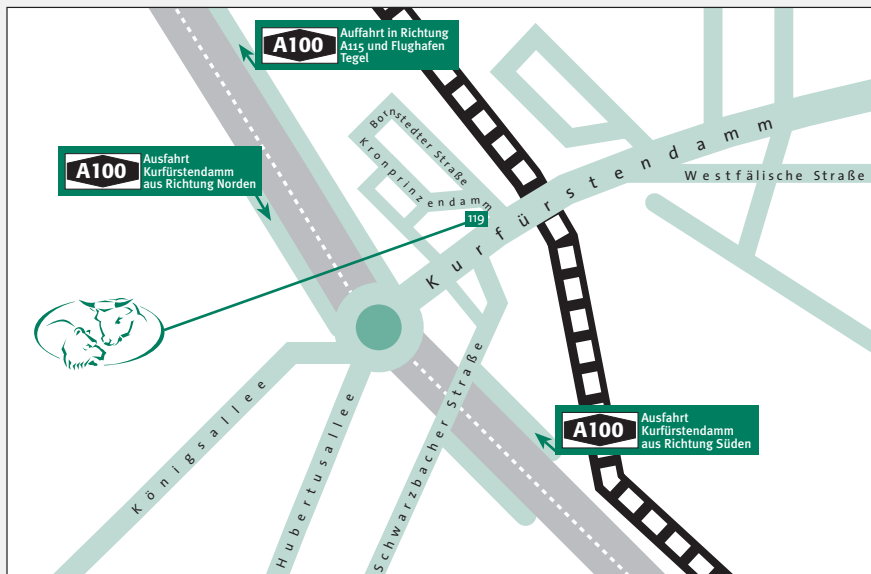 A100
Auffahrt in Richtung
A115 und Flughafen
Tegel
A100
Ausfahrt
Kurfürstendamm
aus Richtung Norden
Bornstedter Straße
Kronprinzendamm
119
Kurfürstendamm
Westfälische Straße
Königsallee
Hubertusallee
Schwarzbacher Straße
A100
Ausfahrt
Kurfürstendamm
aus Richtung Süden